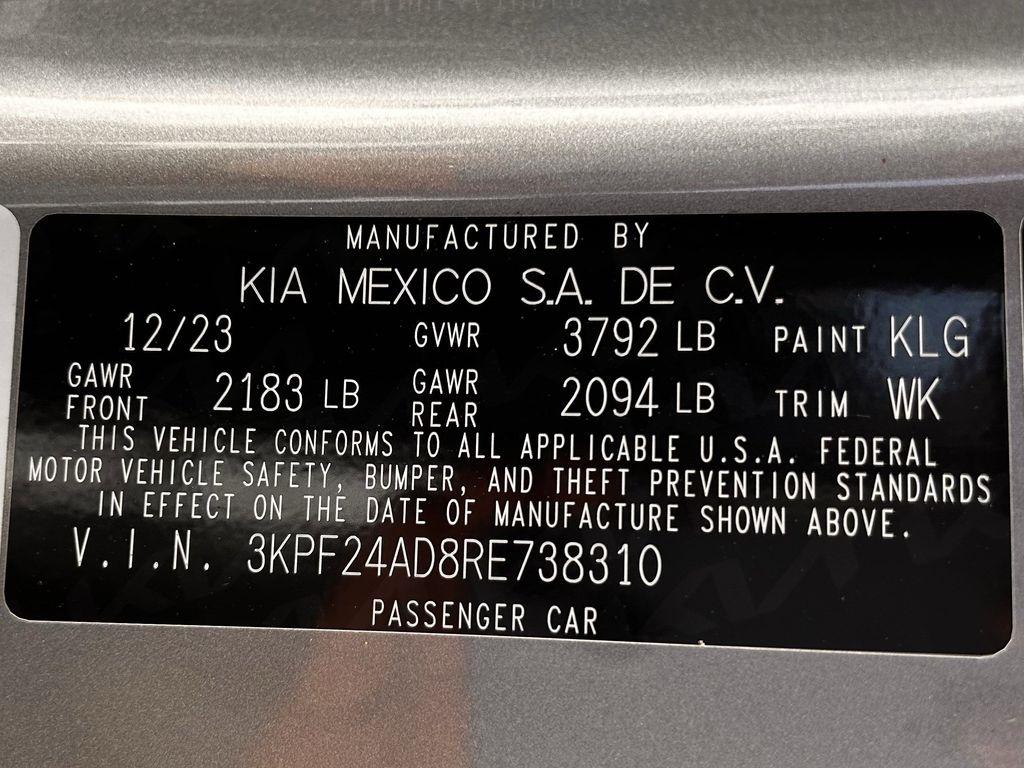 MANUFACTURED BY
KIA MEXICO S.A. DE C.V.
12/23 GVWR 3792 LB PAINT KLG
GAWR FRONT 2183 LB GAWR REAR 2094 LB TRIM WK
THIS VEHICLE CONFORMS TO ALL APPLICABLE U.S.A. FEDERAL
MOTOR VEHICLE SAFETY, BUMPER, AND THEFT PREVENTION STANDARDS
IN EFFECT ON THE DATE OF MANUFACTURE SHOWN ABOVE.
V.I.N. 3KPF24AD8RE738310
PASSENGER CAR